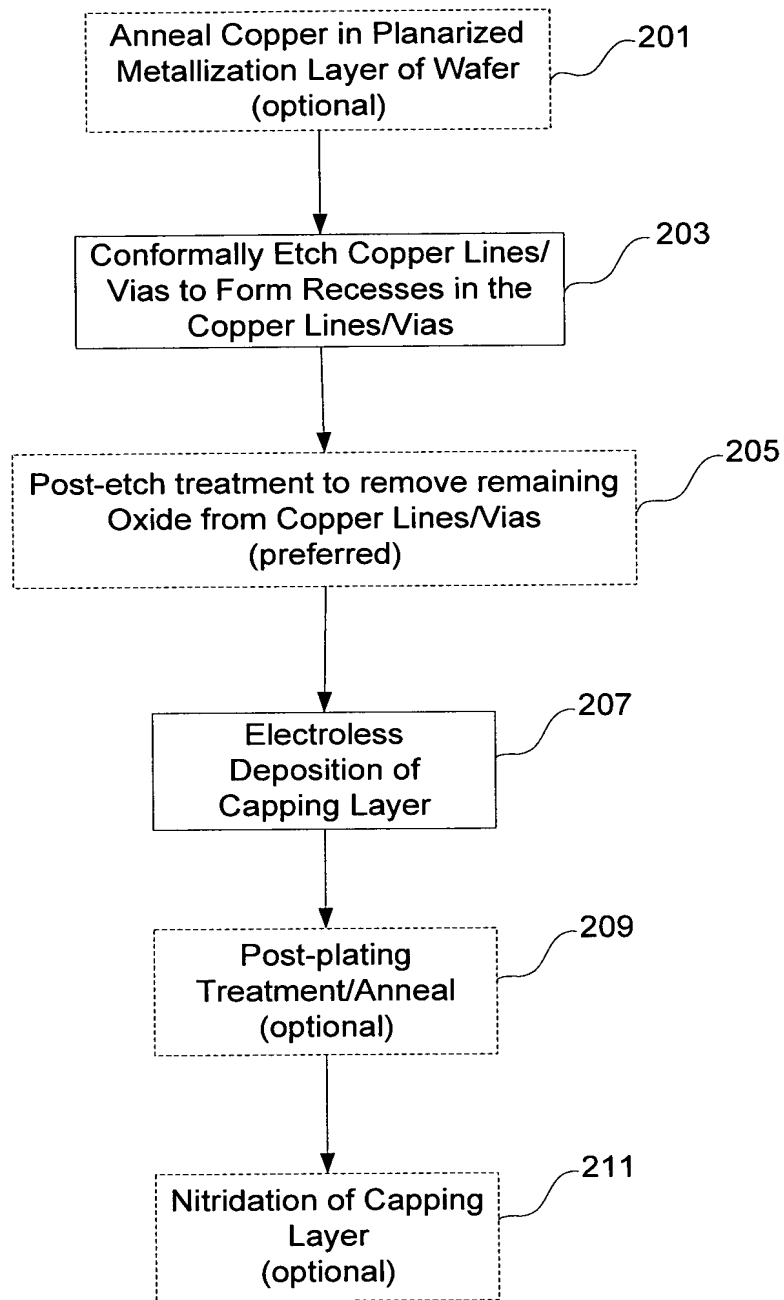 Anneal Copper in Planarized
Metallization Layer of Wafer
(optional)
201
Conformally Etch Copper Lines/
Vias to Form Recesses in the
Copper Lines/Vias
203
Post-etch treatment to remove remaining
Oxide from Copper Lines/Vias
(preferred)
205
Electroless
Deposition of
Capping Layer
207
Post-plating
Treatment/Anneal
(optional)
209
Nitridation of Capping
Layer
(optional)
211